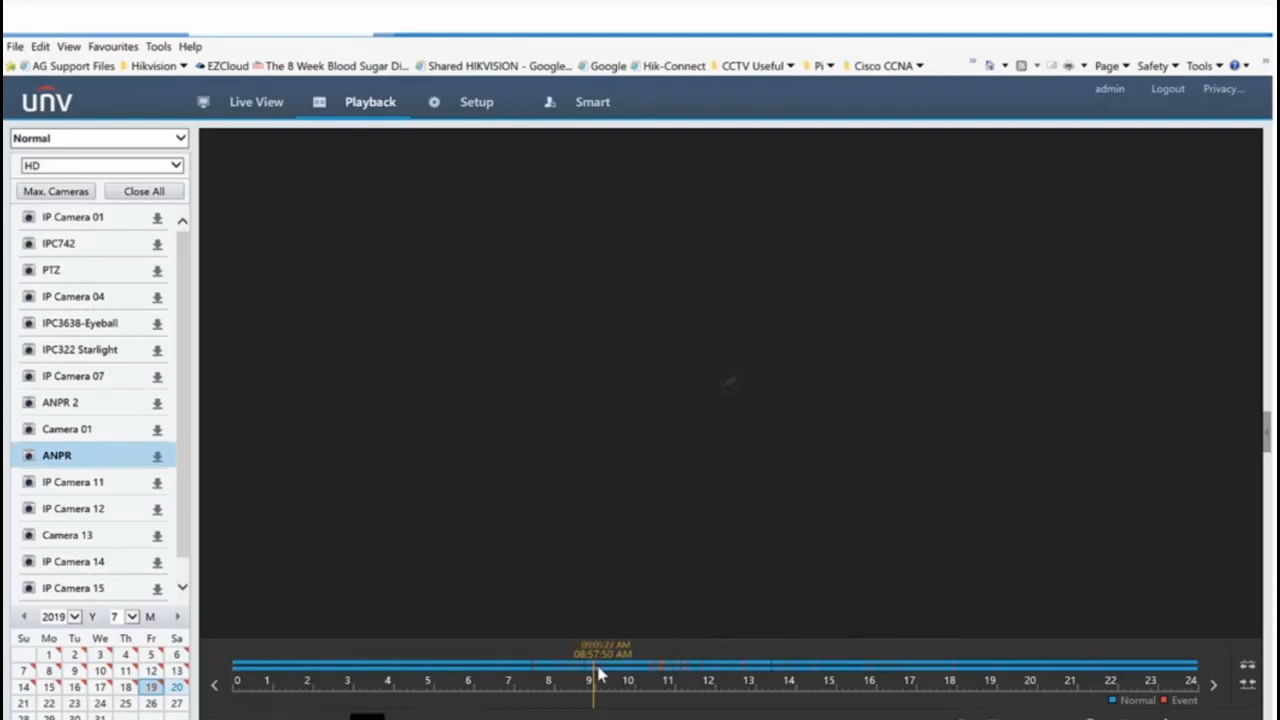 File Edit View Favourites Tools Help
AG Support Files Hikvision EZCloud The 8 Week Blood Sugar Di... Shared HIKVISION - Google... Google Hik-Connect CCTV Useful Pi Cisco CCNA » Page Safety Tools »
unv Live View Playback Setup Smart admin Logout Privacy...
Normal
HD
Max. Cameras Close All
IP Camera 01
IPC742
PTZ
IP Camera 04
IPC3638-Eyeball
IPC322 Starlight
IP Camera 07
ANPR 2
Camera 01
ANPR
IP Camera 11
IP Camera 12
Camera 13
IP Camera 14
IP Camera 15
2019 Y 7 M
Su Mo Tu We Th Fr Sa
1 2 3 4 5 6
7 8 9 10 11 12 13
14 15 16 17 18 19 20
21 22 23 24 25 26 27
28 29 30 31
08:57:50 AM
0 1 2 3 4 5 6 7 8 9 10 11 12 13 14 15 16 17 18 19 20 21 22 23 24
Normal Event